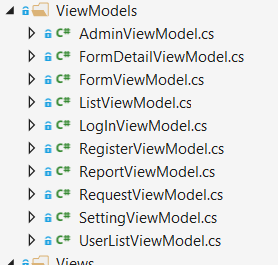 ViewModels
C# AdminViewModel.cs
C# FormDetailViewModel.cs
C# FormViewModel.cs
C# ListViewModel.cs
C# LogInViewModel.cs
C# RegisterViewModel.cs
C# ReportViewModel.cs
C# RequestViewModel.cs
C# SettingViewModel.cs
C# UserListViewModel.cs
Views